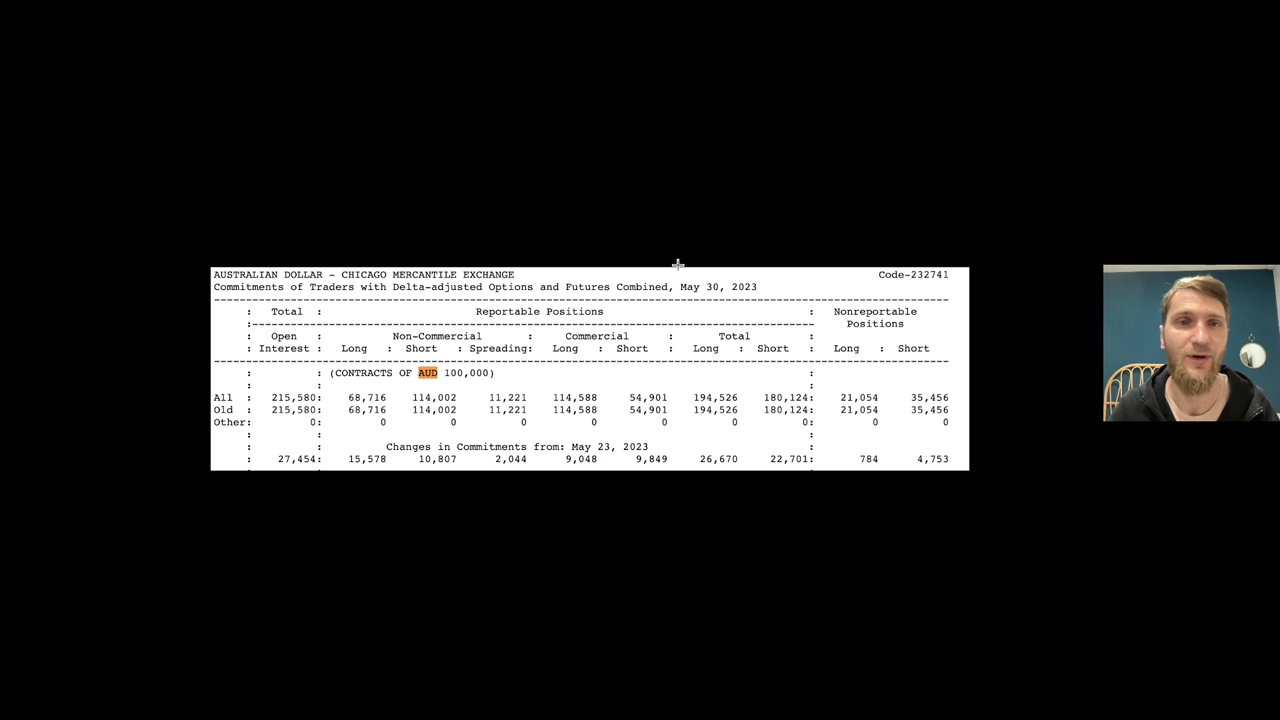 AUSTRALIAN DOLLAR - CHICAGO MERCANTILE EXCHANGE Code-232741
Commitments of Traders with Delta-adjusted Options and Futures Combined, May 30, 2023
-----------------------------------------------------------------------------------------------------------------
: Total : Reportable Positions : Nonreportable
:-------------------------------------------------------------------------------------- Positions
: Open : Non-Commercial : Commercial : Total :
: Interest : Long : Short : Spreading: Long : Short : Long : Short : Long : Short
-----------------------------------------------------------------------------------------------------------------
: : (CONTRACTS OF AUD 100,000) :
: : :
All : 215,580: 68,716 114,002 11,221 114,588 54,901 194,526 180,124: 21,054 35,456
Old : 215,580: 68,716 114,002 11,221 114,588 54,901 194,526 180,124: 21,054 35,456
Other: 0: 0 0 0 0 0 0 0: 0 0
: : :
: : Changes in Commitments from: May 23, 2023 :
27,454: 15,578 10,807 2,044 9,048 9,849 26,670 22,701: 784 4,753